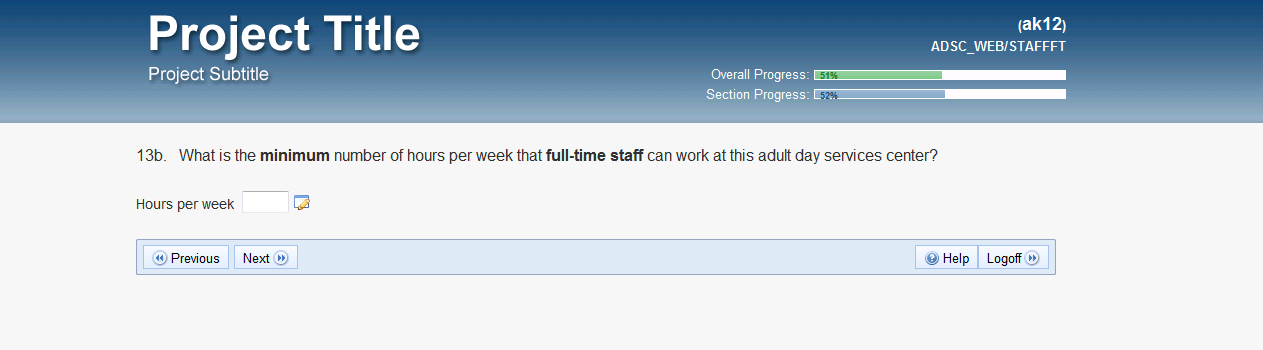 Project Title
Project Subtitle
(ak12)
ADSC_WEB/STAFFFT
Overall Progress: 51%
Section Progress: 52%
13b. What is the minimum number of hours per week that full-time staff can work at this adult day services center?
Hours per week
Previous Next Help Logoff